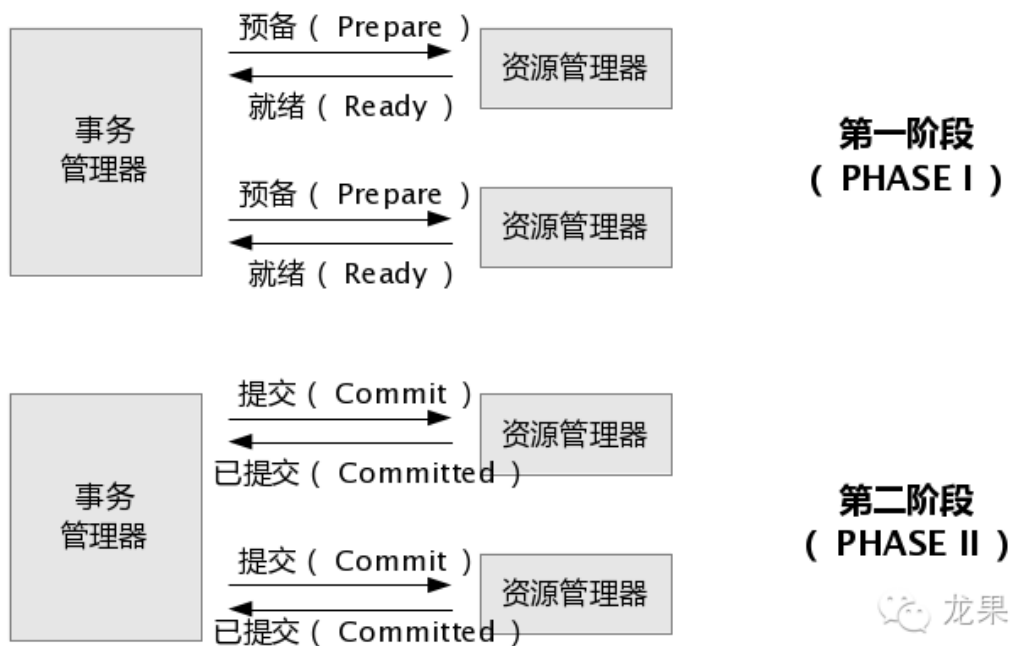 预备 ( Prepare )
资源管理器
就绪 ( Ready )
事务
管理器
预备 ( Prepare )
资源管理器
就绪 ( Ready )
第一阶段
( PHASE I )
提交 ( Commit )
资源管理器
已提交 ( Committed )
事务
管理器
提交 ( Commit )
资源管理器
已提交 ( Committed )
第二阶段
( PHASE II )
龙果